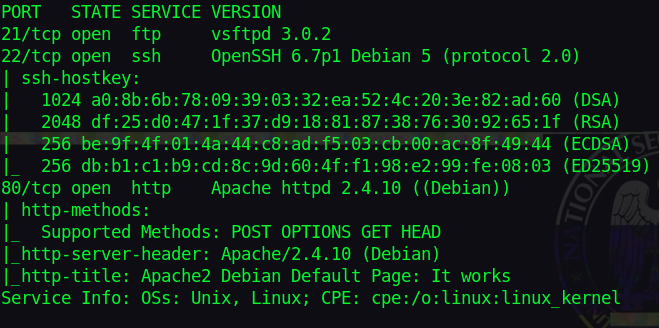 PORT   STATE SERVICE VERSION
21/tcp open  ftp     vsftpd 3.0.2
22/tcp open  ssh     OpenSSH 6.7p1 Debian 5 (protocol 2.0)
| ssh-hostkey:
|   1024 a0:8b:6b:78:09:39:03:32:ea:52:4c:20:3e:82:ad:60 (DSA)
|   2048 df:25:d0:47:1f:37:d9:18:81:87:38:76:30:92:65:1f (RSA)
|   256 be:9f:4f:01:4a:44:c8:ad:f5:03:cb:00:ac:8f:49:44 (ECDSA)
|_  256 db:b1:c1:b9:cd:8c:9d:60:4f:f1:98:e2:99:fe:08:03 (ED25519)
80/tcp open  http    Apache httpd 2.4.10 ((Debian))
| http-methods:
|_  Supported Methods: POST OPTIONS GET HEAD
|_http-server-header: Apache/2.4.10 (Debian)
|_http-title: Apache2 Debian Default Page: It works
Service Info: OSs: Unix, Linux; CPE: cpe:/o:linux:linux_kernel